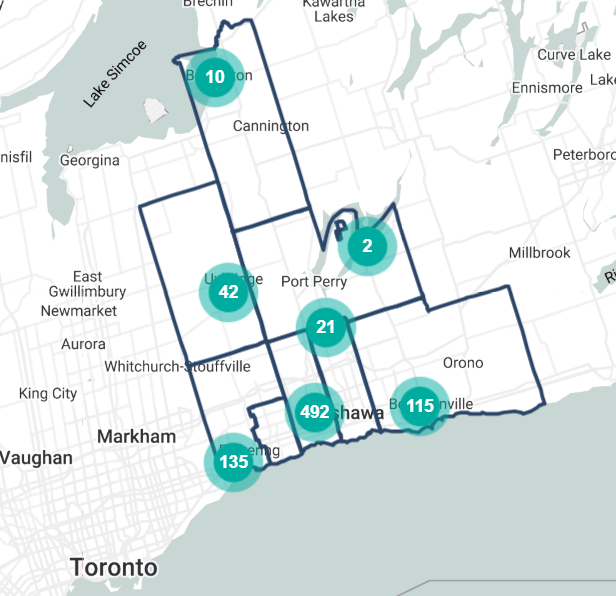 Brechin
Kawartha
Lakes
Lake Simcoe
Curve Lake
Ennismore
10
Cannington
nisfil
Georgina
Peterboro
2
Millbrook
East
Gwillimbury
42
Port Perry
Newmarket
21
Aurora
Whitchurch-Stouffville
Orono
King City
492
shawa
115
Markham
Vaughan
135
Toronto